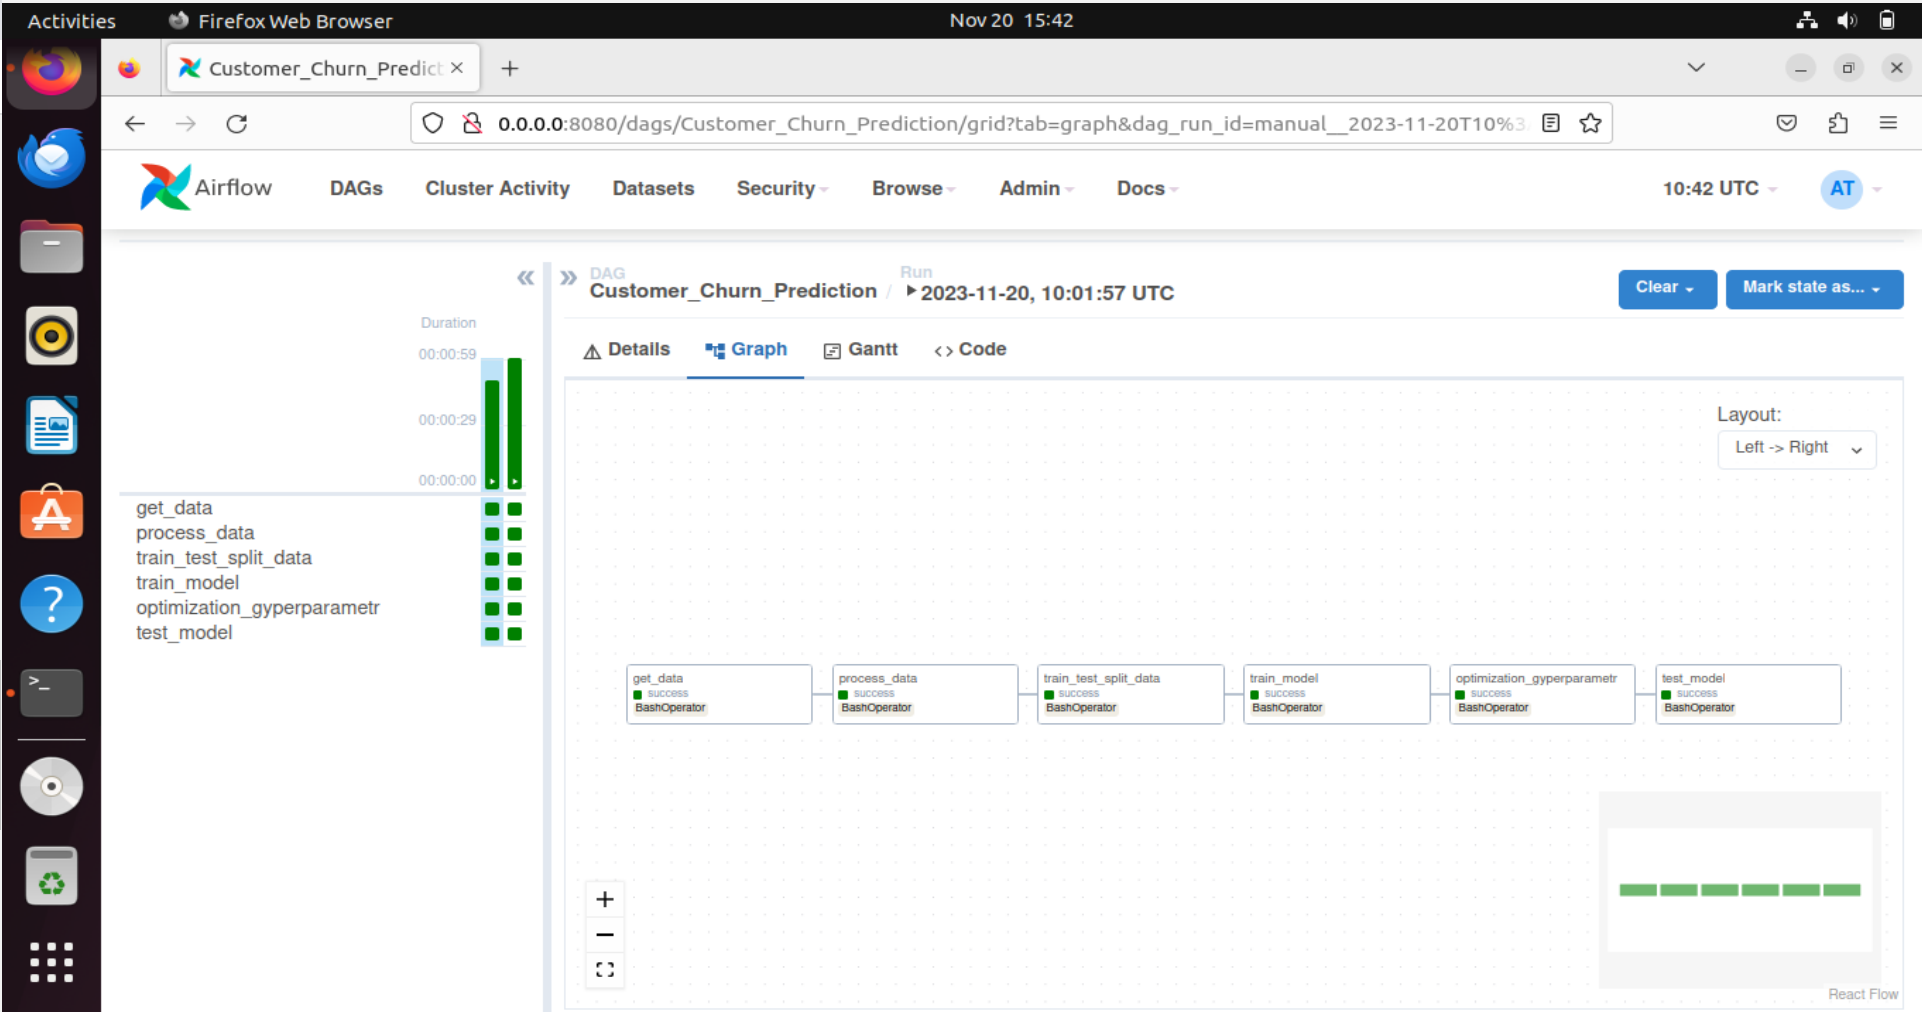 Activities Firefox Web Browser Nov 20 15:42
Customer_Churn_Predict
0.0.0.0:8080/dags/Customer_Churn_Prediction/grid?tab=graph&dag_run_id=manual__2023-11-20T10%3
Airflow DAGs Cluster Activity Datasets Security Browse Admin Docs 10:42 UTC AT
DAG Run
Customer_Churn_Prediction / 2023-11-20, 10:01:57 UTC
Clear Mark state as...
Duration
00:00:59
00:00:29
00:00:00
get_data
process_data
train_test_split_data
train_model
optimization_gyperparametr
test_model
Details Graph Gantt <> Code
Layout:
Left -> Right
get_data
success
BashOperator
process_data
success
BashOperator
train_test_split_data
success
BashOperator
train_model
success
BashOperator
optimization_gyperparametr
success
BashOperator
test_model
success
BashOperator
React Flow